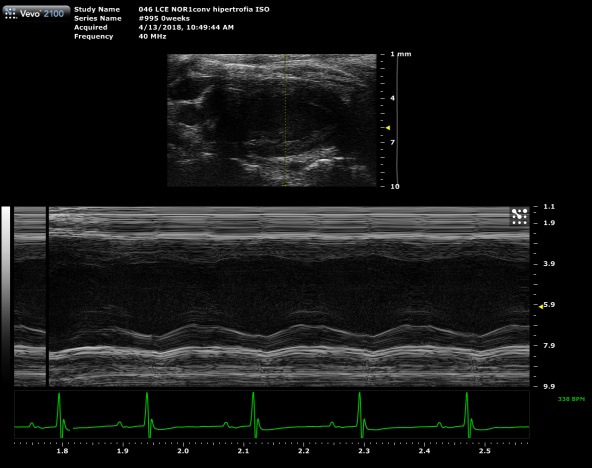 Vevo 2100
Study Name 046 LCE NOR1conv hipertrofia ISO
Series Name #995 0weeks
Acquired 4/13/2018, 10:49:44 AM
Frequency 40 MHz
1 mm
4
7
10
1.1
1.9
3.9
5.9
7.9
9.9
338 BPM
1.8 1.9 2.0 2.1 2.2 2.3 2.4 2.5